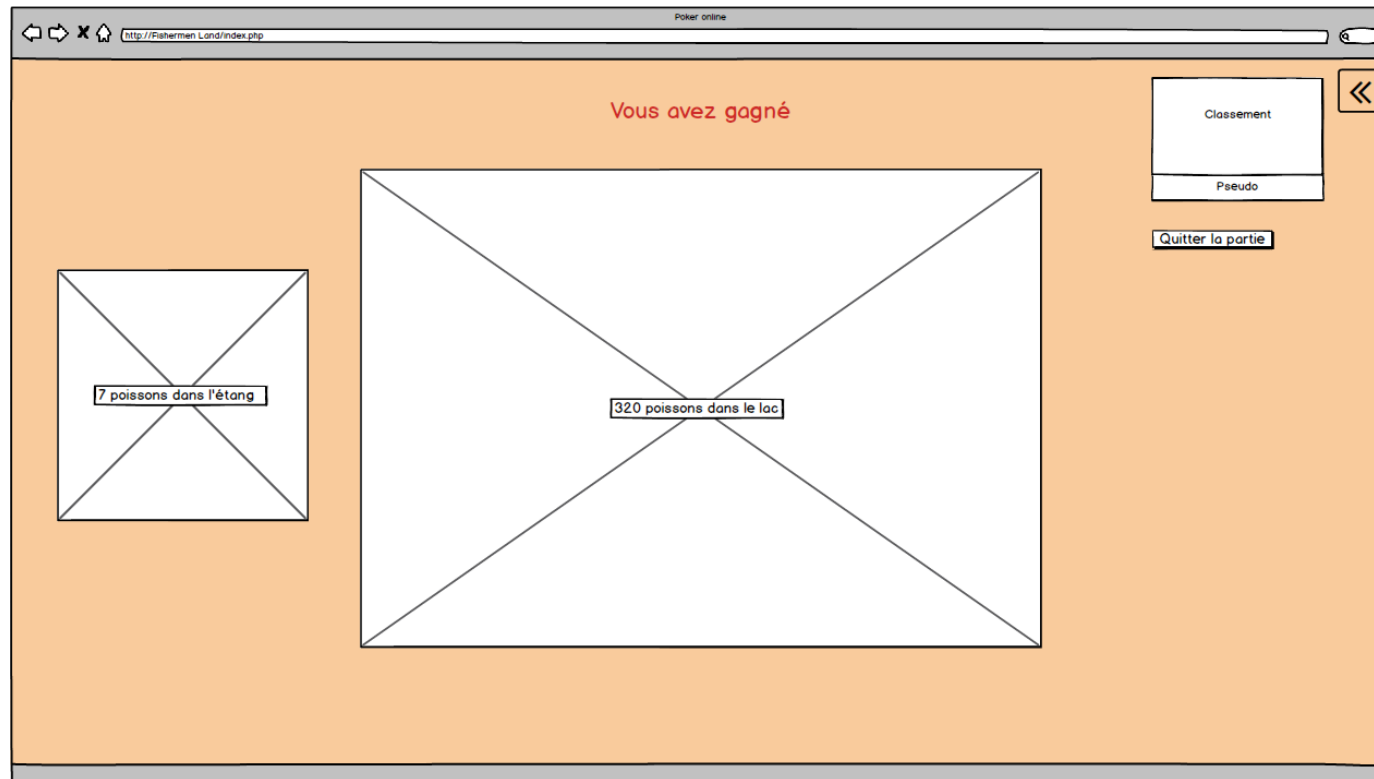 Poker online
http://Fishermen Land/index.php
Vous avez gagné
Classement
Pseudo
Quitter la partie
7 poissons dans l'étang
320 poissons dans le lac